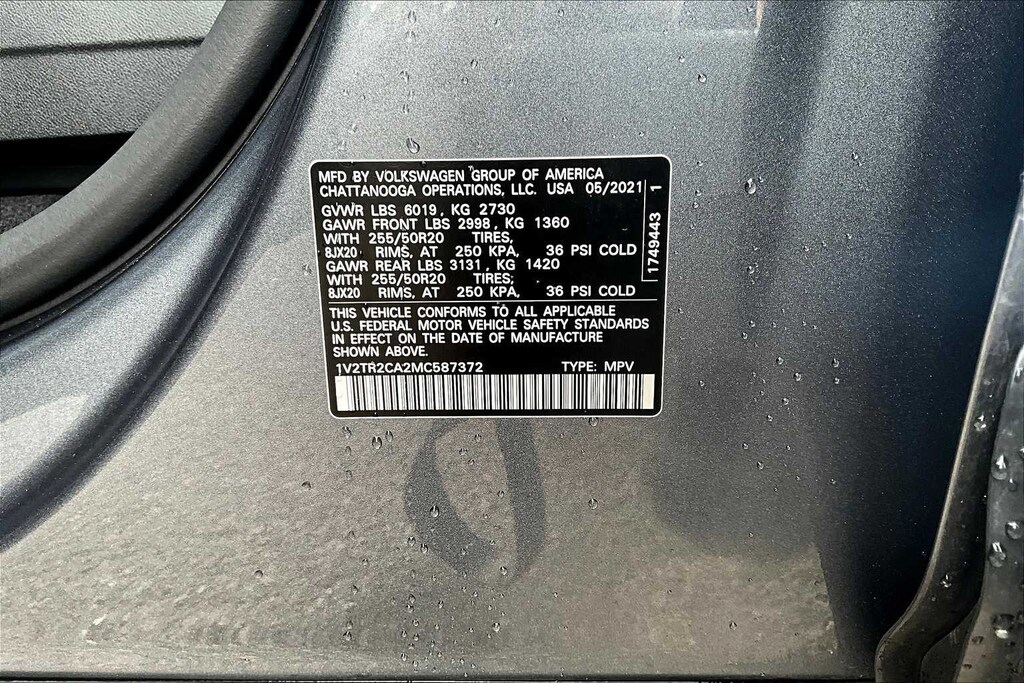 MFD BY VOLKSWAGEN GROUP OF AMERICA
CHATTANOOGA OPERATIONS, LLC. USA 05/2021
GVWR LBS 6019, KG 2730
GAWR FRONT LBS 2998, KG 1360
WITH 255/50R20 TIRES,
8JX20 RIMS, AT 250 KPA, 36 PSI COLD
GAWR REAR LBS 3131, KG 1420
WITH 255/50R20 TIRES;
8JX20 RIMS, AT 250 KPA, 36 PSI COLD
1749443 1
THIS VEHICLE CONFORMS TO ALL APPLICABLE
U.S. FEDERAL MOTOR VEHICLE SAFETY STANDARDS
IN EFFECT ON THE DATE OF MANUFACTURE
SHOWN ABOVE.
1V2TR2CA2MC587372 TYPE: MPV